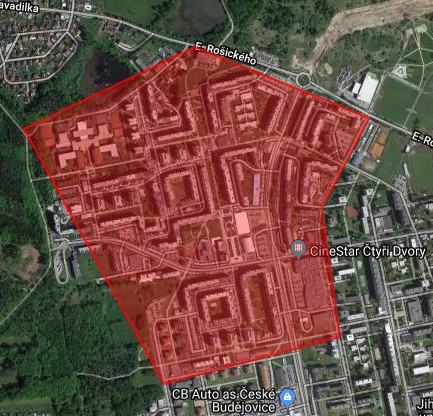 avadilka
E. Rošického
E. Ro
CineStar Čtyři Dvory
CB Auto as České
Budějovice
Jih